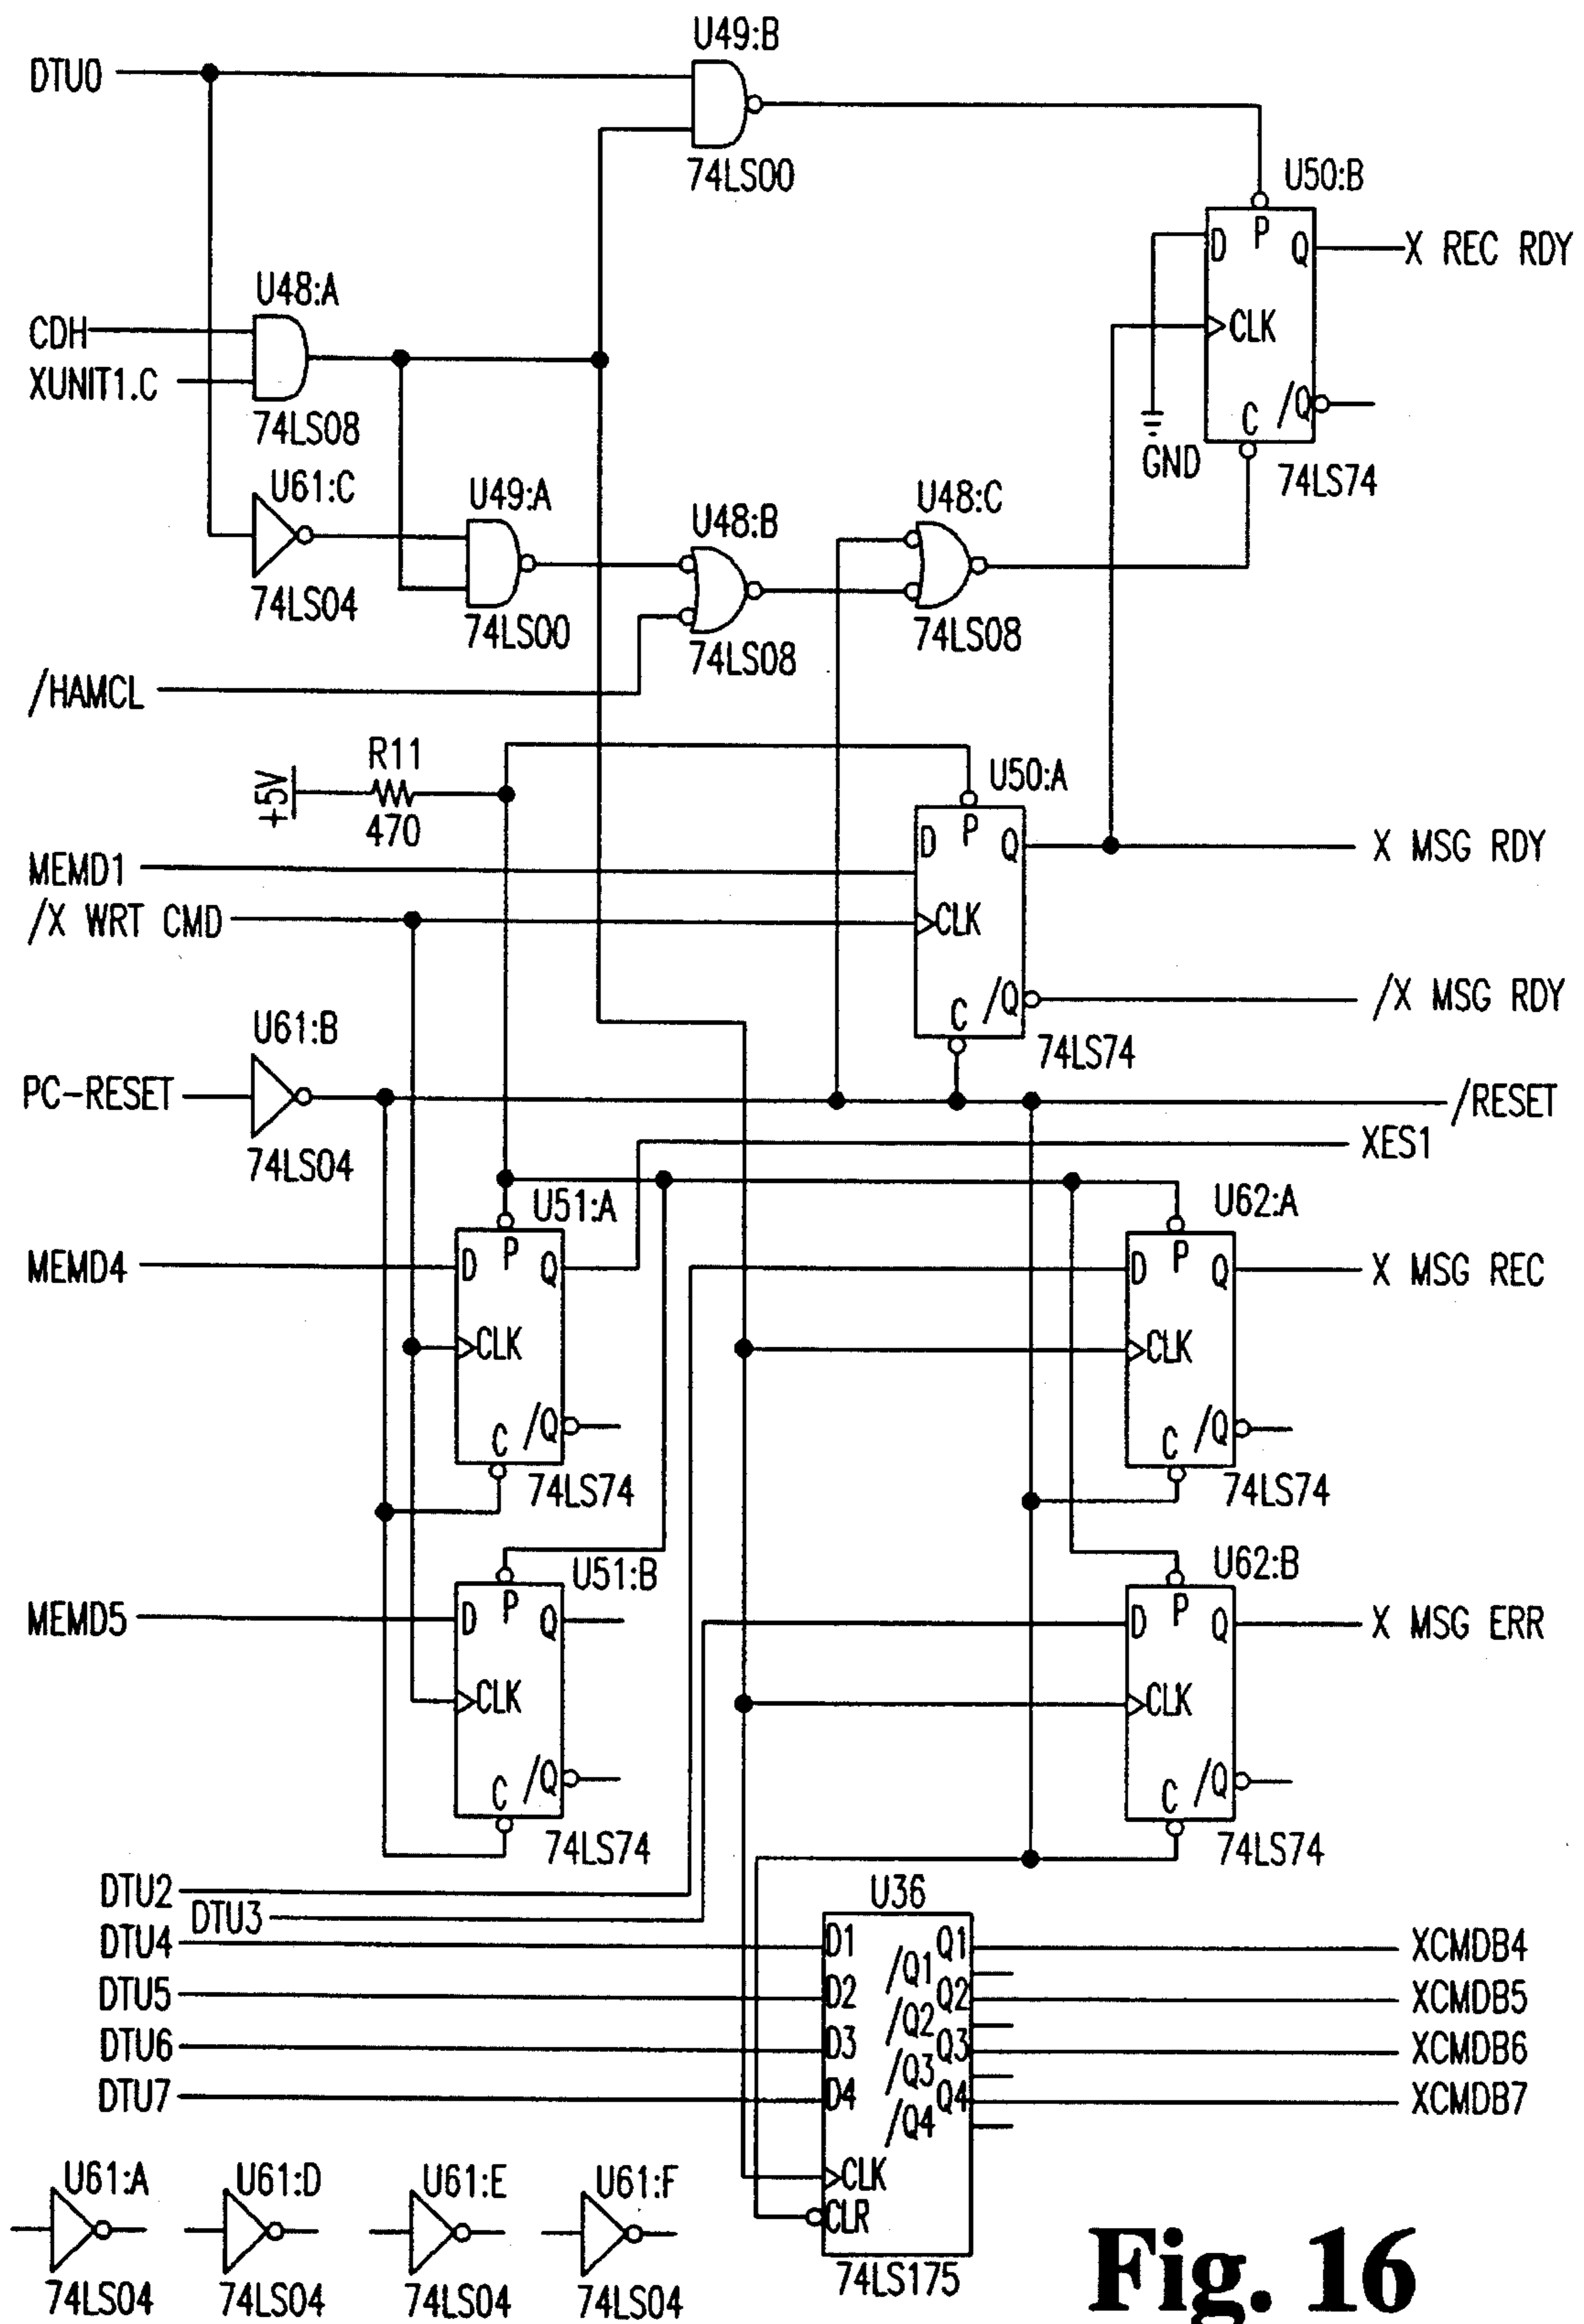 U49:B
DTU0
74LS00
U50:B
P
D
Q
X REC RDY
U48:A
CDH
CLK
XUNIT1.C
/Q
C
74LS08
GND
74LS74
U61:C
U49:A
U48:B
U48:C
74LS04
74LS00
74LS08
74LS08
/HAMCL
R11
+5V
470
U50:A
P
D
Q
X MSG RDY
MEMD1
/X WRT CMD
CLK
/Q
/X MSG RDY
C
74LS74
U61:B
PC-RESET
/RESET
74LS04
XES1
U51:A
U62:A
MEMD4
D
P
Q
D
P
Q
X MSG REC
CLK
CLK
C
/Q
C
/Q
74LS74
74LS74
U51:B
U62:B
MEMD5
D
P
Q
D
P
Q
X MSG ERR
CLK
CLK
C
/Q
C
/Q
74LS74
74LS74
DTU2
DTU3
U36
DTU4
D1
Q1
XCMDB4
/Q1
DTU5
D2
Q2
XCMDB5
/Q2
DTU6
D3
Q3
XCMDB6
/Q3
DTU7
D4
Q4
XCMDB7
/Q4
CLK
CLR
74LS175
U61:A
U61:D
U61:E
U61:F
74LS04
74LS04
74LS04
74LS04
Fig. 16